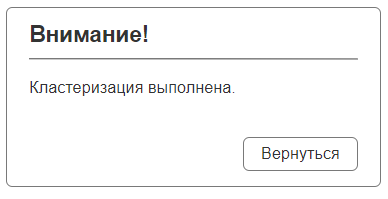 Внимание!
Кластеризация выполнена.
Вернуться